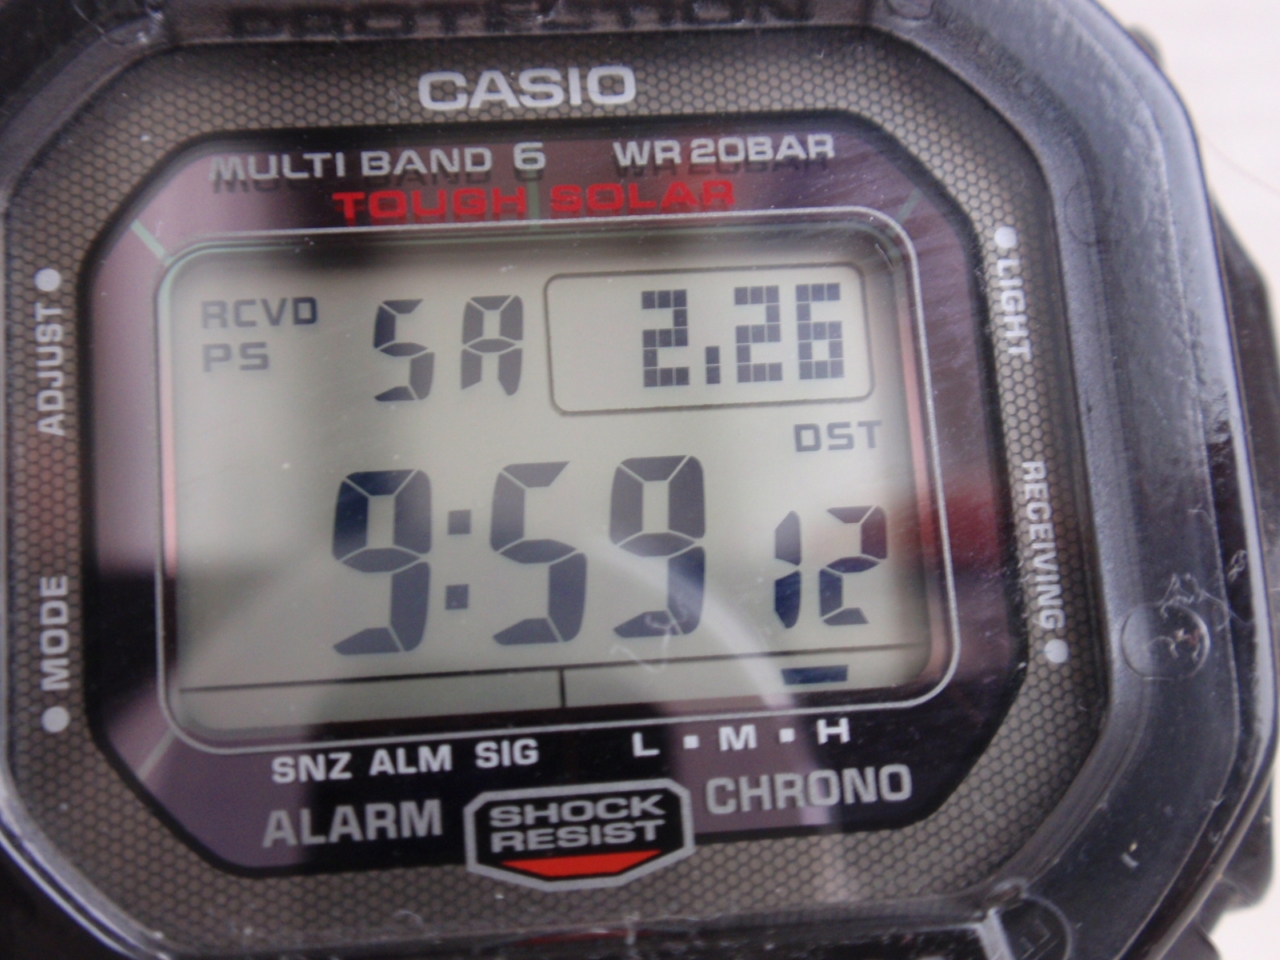 PROTECTION
CASIO
MULTI BAND 6 WR 20BAR
TOUGH SOLAR
ADJUST
LIGHT
RCVD
PS
SA 2.26
DST
9:59 12
MODE
RECEIVING
SNZ ALM SIG L · M · H
ALARM CHRONO
SHOCK
RESIST